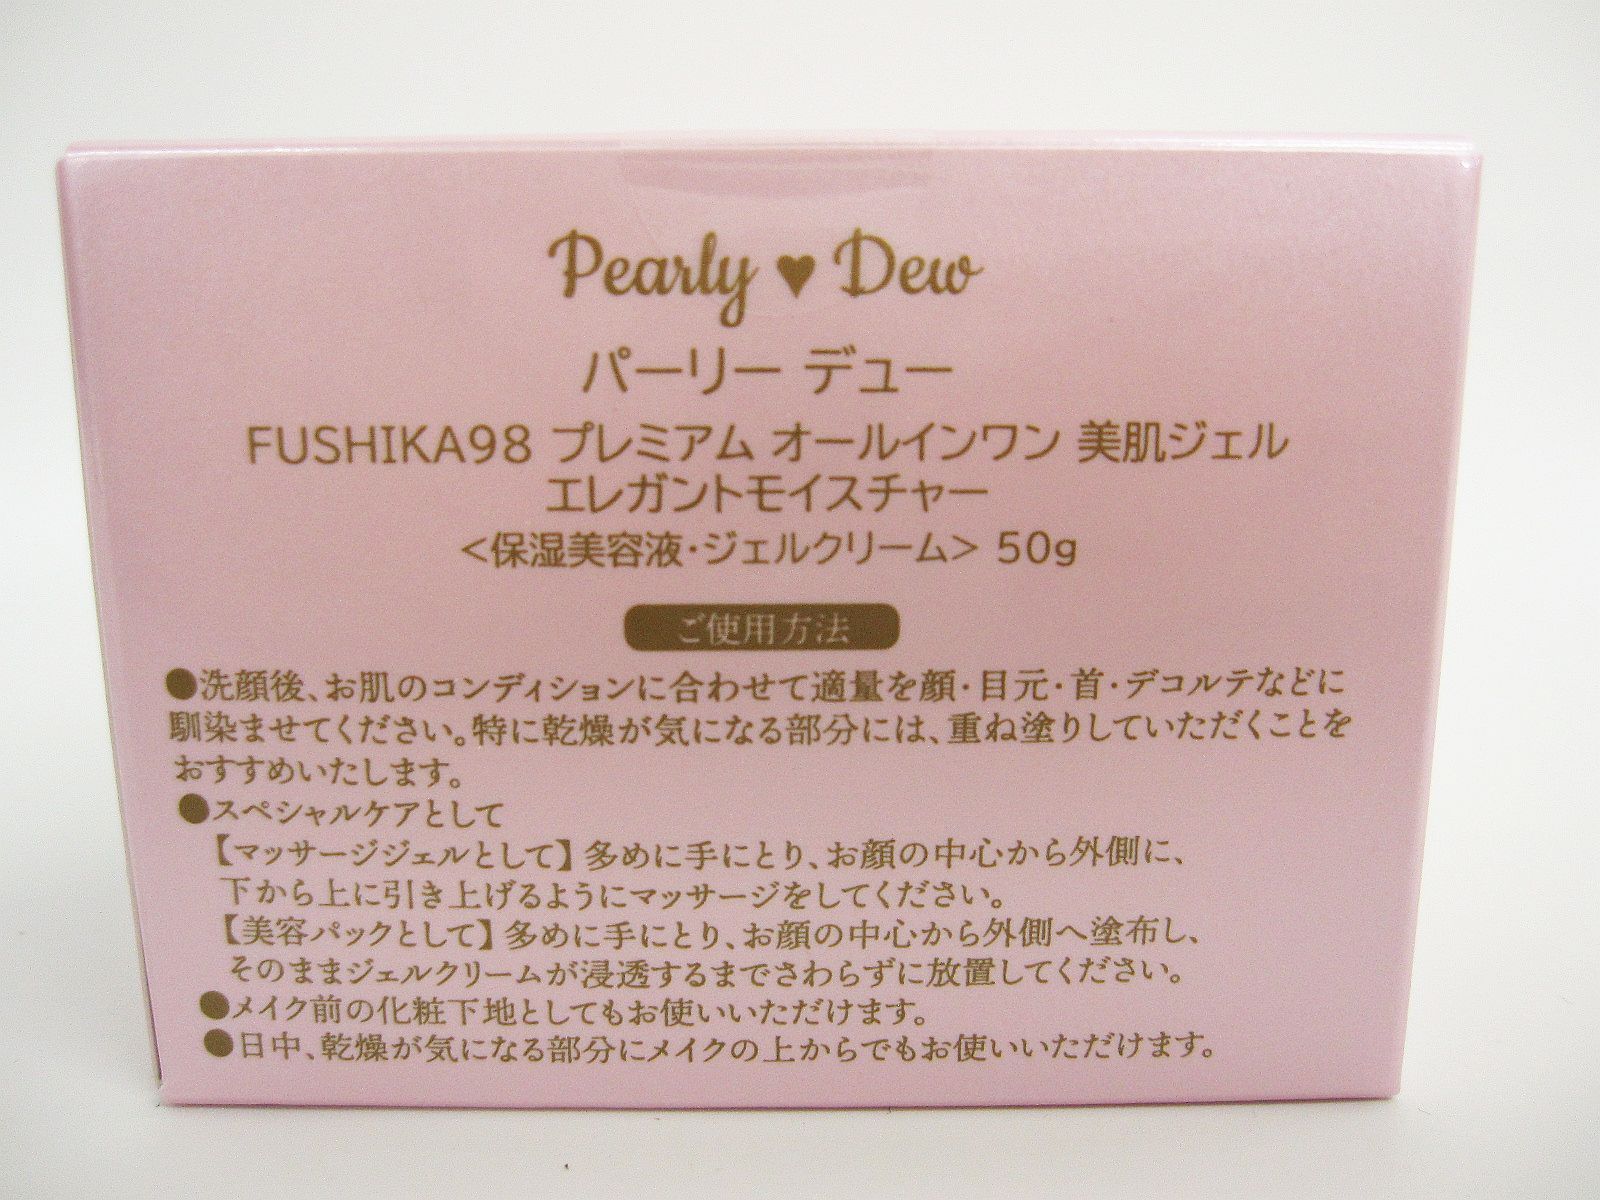 Pearly ♥ Dew
パーリー デュー
FUSHIKA98 プレミアム オールインワン 美肌ジェル
エレガントモイスチャー
＜保湿美容液・ジェルクリーム＞ 50g
ご使用方法
●洗顔後、お肌のコンディションに合わせて適量を顔・目元・首・デコルテなどに
馴染ませてください。特に乾燥が気になる部分には、重ね塗りしていただくことを
おすすめいたします。
●スペシャルケアとして
【マッサージジェルとして】多めに手にとり、お顔の中心から外側に、
下から上に引き上げるようにマッサージをしてください。
【美容パックとして】多めに手にとり、お顔の中心から外側へ塗布し、
そのままジェルクリームが浸透するまでさわらずに放置してください。
●メイク前の化粧下地としてもお使いいただけます。
●日中、乾燥が気になる部分にメイクの上からでもお使いいただけます。